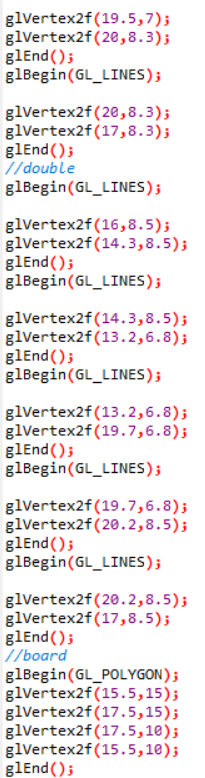 glVertex2f(19.5,7);
glVertex2f(20,8.3);
glEnd();
glBegin(GL_LINES);
glVertex2f(20,8.3);
glVertex2f(17,8.3);
glEnd();
//double
glBegin(GL_LINES);
glVertex2f(16,8.5);
glVertex2f(14.3,8.5);
glEnd();
glBegin(GL_LINES);
glVertex2f(14.3,8.5);
glVertex2f(13.2,6.8);
glEnd();
glBegin(GL_LINES);
glVertex2f(13.2,6.8);
glVertex2f(19.7,6.8);
glEnd();
glBegin(GL_LINES);
glVertex2f(19.7,6.8);
glVertex2f(20.2,8.5);
glEnd();
glBegin(GL_LINES);
glVertex2f(20.2,8.5);
glVertex2f(17,8.5);
glEnd();
//board
glBegin(GL_POLYGON);
glVertex2f(15.5,15);
glVertex2f(17.5,15);
glVertex2f(17.5,10);
glVertex2f(15.5,10);
glEnd();